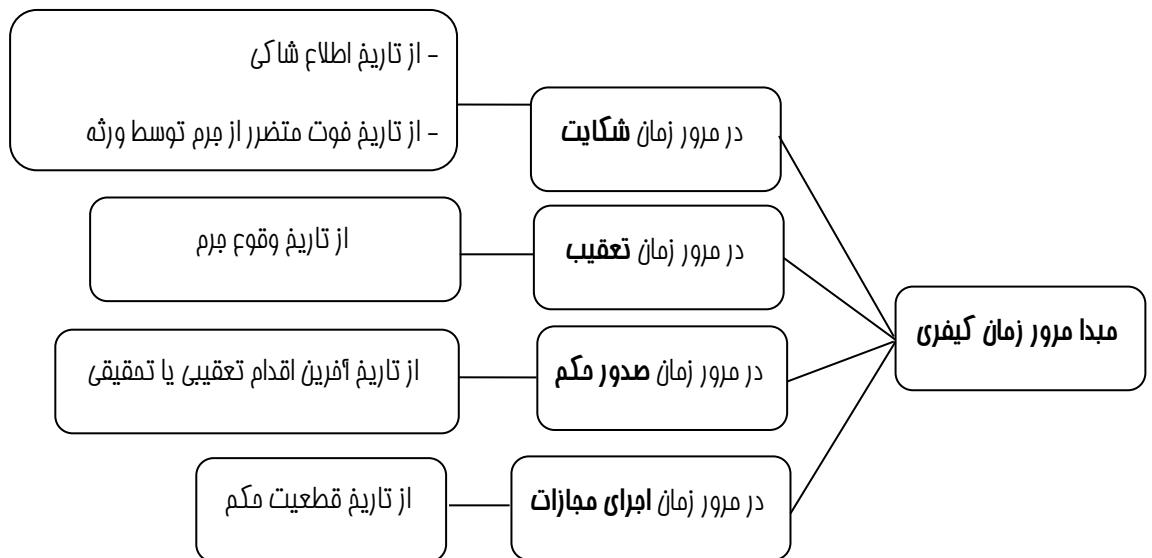 مبدا مرور زمان کیفری
در مرور زمان شکایت
- از تاریخ اطلاع شاکی
- از تاریخ فوت متضرر از جرم توسط ورثه
در مرور زمان تعقیب
از تاریخ وقوع جرم
در مرور زمان صدور حکم
از تاریخ آخرین اقدام تعقیبی یا تحقیقی
در مرور زمان اجرای مجازات
از تاریخ قطعیت حکم